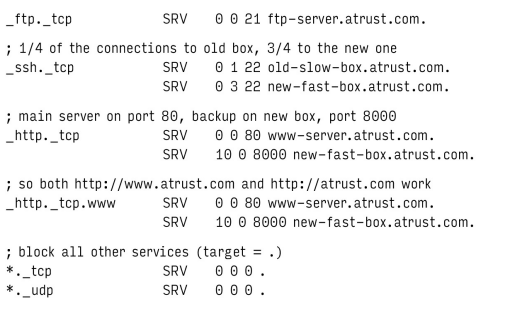 _ftp._tcp SRV 0 0 21 ftp-server.atrust.com.
; 1/4 of the connections to old box, 3/4 to the new one
_ssh._tcp SRV 0 1 22 old-slow-box.atrust.com.
SRV 0 3 22 new-fast-box.atrust.com.
; main server on port 80, backup on new box, port 8000
_http._tcp SRV 0 0 80 www-server.atrust.com.
SRV 10 0 8000 new-fast-box.atrust.com.
; so both http://www.atrust.com and http://atrust.com work
_http._tcp.www SRV 0 0 80 www-server.atrust.com.
SRV 10 0 8000 new-fast-box.atrust.com.
; block all other services (target = .)
*._tcp SRV 0 0 0 .
*._udp SRV 0 0 0 .